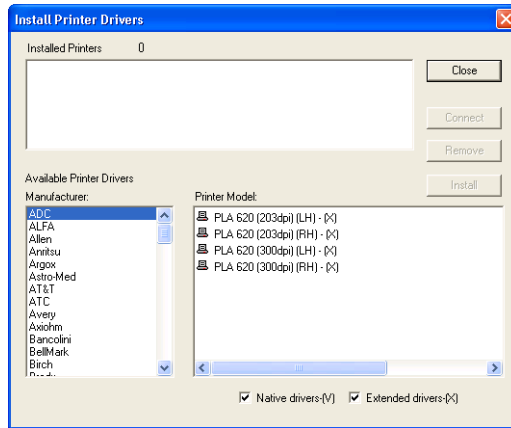 Install Printer Drivers
Installed Printers 0
Close
Connect
Remove
Install
Available Printer Drivers
Manufacturer:
ADC
ALFA
Allen
Anritsu
Argox
Astro-Med
AT&T
ATC
Avery
Axiohm
Bancolini
BellMark
Birch
Printer Model:
PLA 620 (203dpi) (LH) - (X)
PLA 620 (203dpi) (RH) - (X)
PLA 620 (300dpi) (LH) - (X)
PLA 620 (300dpi) (RH) - (X)
Native drivers-(V) Extended drivers-(X)